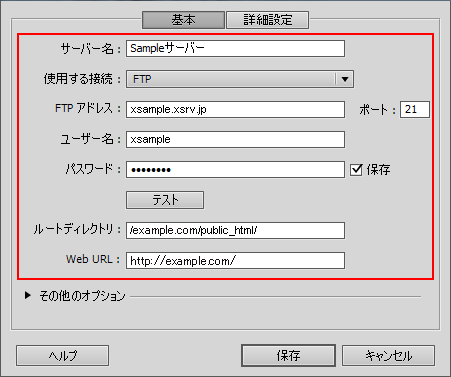 基本 詳細設定
サーバー名 : Sampleサーバー
使用する接続 : FTP
FTP アドレス : xsample.xsrv.jp ポート : 21
ユーザー名 : xsample
パスワード : •••••••• 保存
テスト
ルートディレクトリ : /example.com/public_html/
Web URL : http://example.com/
その他のオプション
ヘルプ 保存 キャンセル